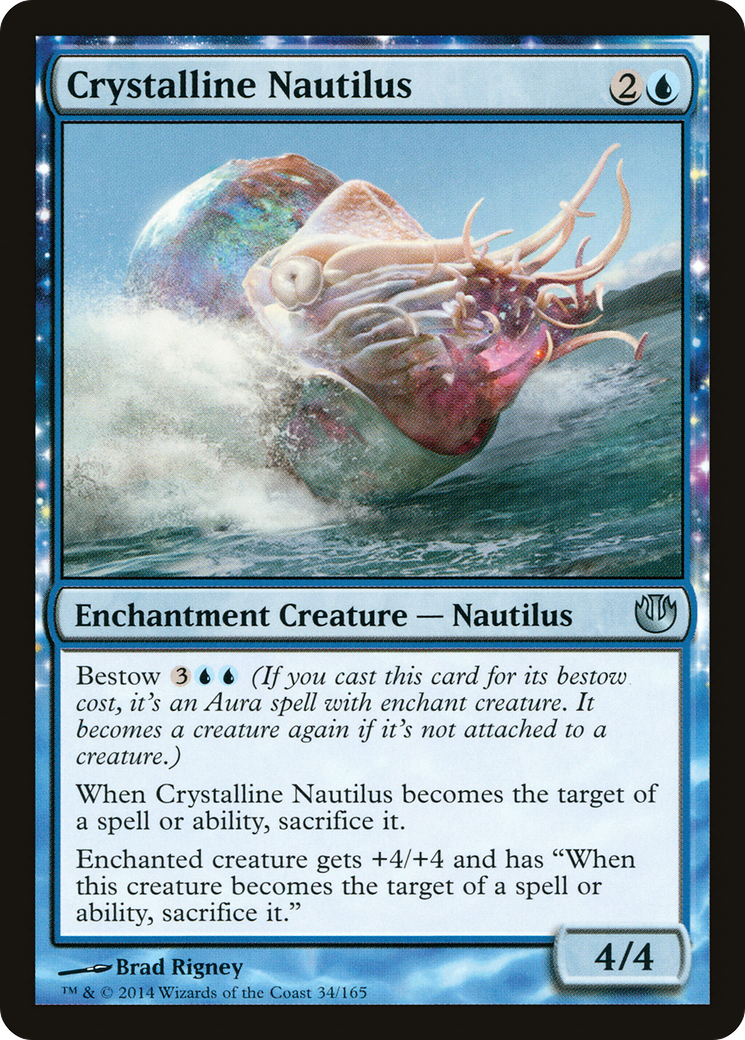 Crystalline Nautilus 2
Enchantment Creature — Nautilus
Bestow 3 (If you cast this card for its bestow
cost, it's an Aura spell with enchant creature. It
becomes a creature again if it's not attached to a
creature.)
When Crystalline Nautilus becomes the target of
a spell or ability, sacrifice it.
Enchanted creature gets +4/+4 and has “When
this creature becomes the target of a spell or
ability, sacrifice it.”
4/4
Brad Rigney
™ & © 2014 Wizards of the Coast 34/165